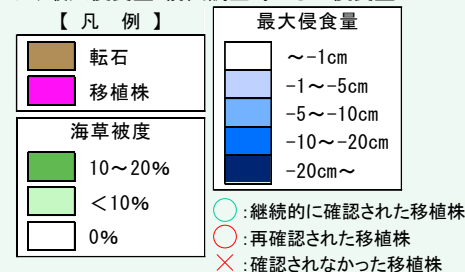 【 凡 例 】
転石
移植株
海草被度
10～20%
＜10%
0%
最大侵食量
～-1cm
-1～-5cm
-5～-10cm
-10～-20cm
-20cm～
○:継続的に確認された移植株
○:再確認された移植株
×:確認されなかった移植株